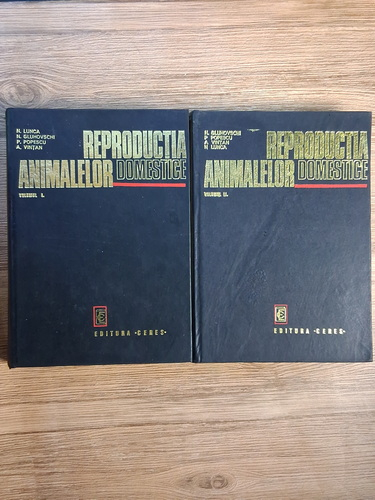 N. LUNCA
N. GLUHOVSCHI
P. POPESCU
A. VINTAN
REPRODUCTIA
ANIMALELOR DOMESTICE
VOLUMUL I.
EDITURA «CERES»
N. GLUHOVSCHI
P. POPESCU
A. VINTAN
N. LUNCA
REPRODUCTIA
ANIMALELOR DOMESTICE
VOLUMUL II.
EDITURA «CERES»